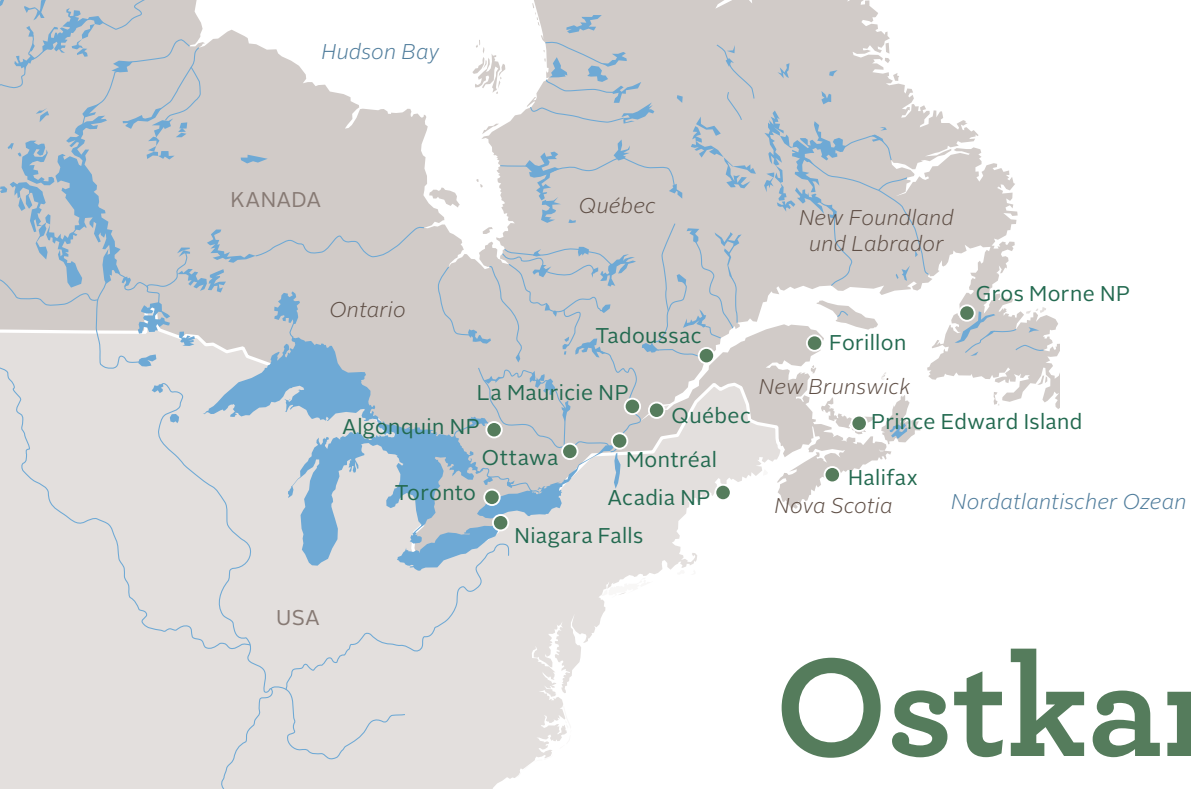 Hudson Bay
KANADA
Québec
New Foundland
und Labrador
Gros Morne NP
Ontario
Tadoussac
Forillon
New Brunswick
La Mauricie NP
Québec
Prince Edward Island
Algonquin NP
Ottawa
Montréal
Halifax
Toronto
Acadia NP
Nova Scotia
Nordatlantischer Ozean
Niagara Falls
USA
Ostka